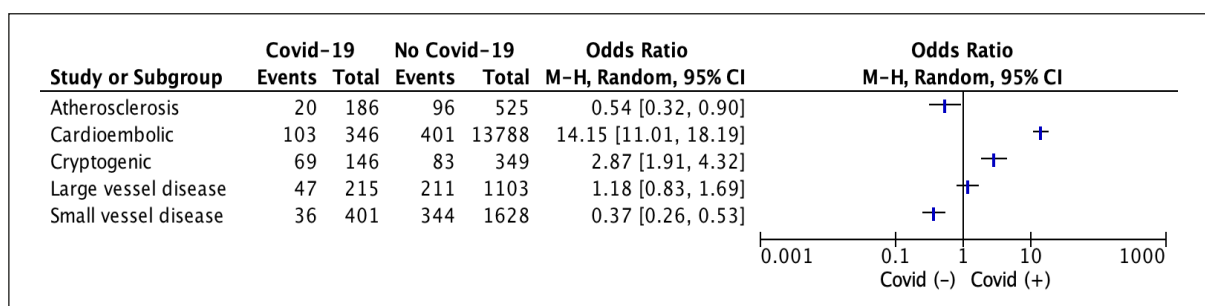 Covid-19 No Covid-19 Odds Ratio Odds Ratio
Study or Subgroup Events Total Events Total M-H, Random, 95% CI M-H, Random, 95% CI
Atherosclerosis 20 186 96 525 0.54 [0.32, 0.90]
Cardioembolic 103 346 401 13788 14.15 [11.01, 18.19]
Cryptogenic 69 146 83 349 2.87 [1.91, 4.32]
Large vessel disease 47 215 211 1103 1.18 [0.83, 1.69]
Small vessel disease 36 401 344 1628 0.37 [0.26, 0.53]
0.001 0.1 1 10 1000
Covid (-) Covid (+)